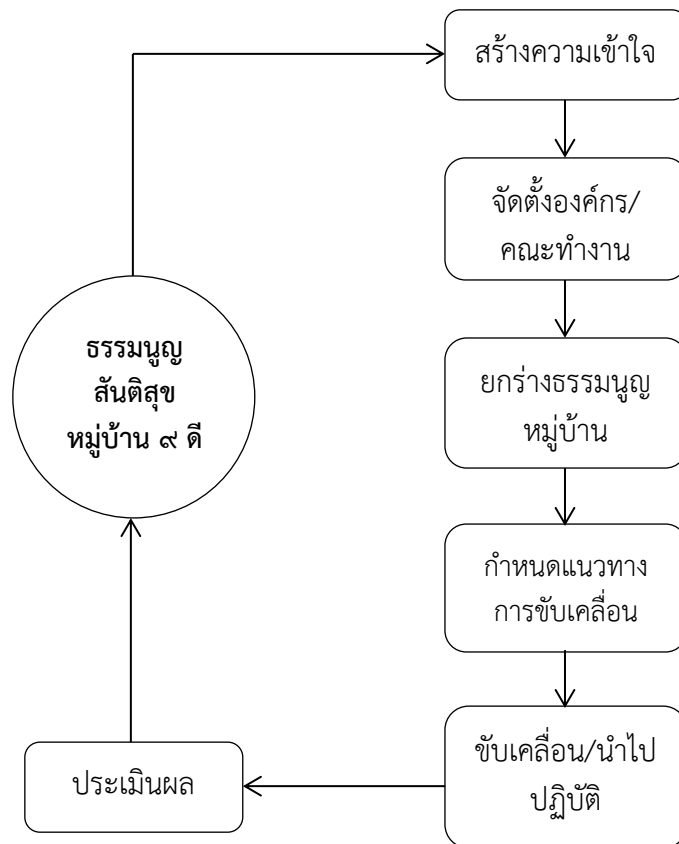 สร้างความเข้าใจ
จัดตั้งองค์กร/
คณะทำงาน
ธรรมนูญ
สันติสุข
หมู่บ้าน ๙ ดี
ยกร่างธรรมนูญ
หมู่บ้าน
กำหนดแนวทาง
การขับเคลื่อน
ขับเคลื่อน/นำไป
ปฏิบัติ
ประเมินผล